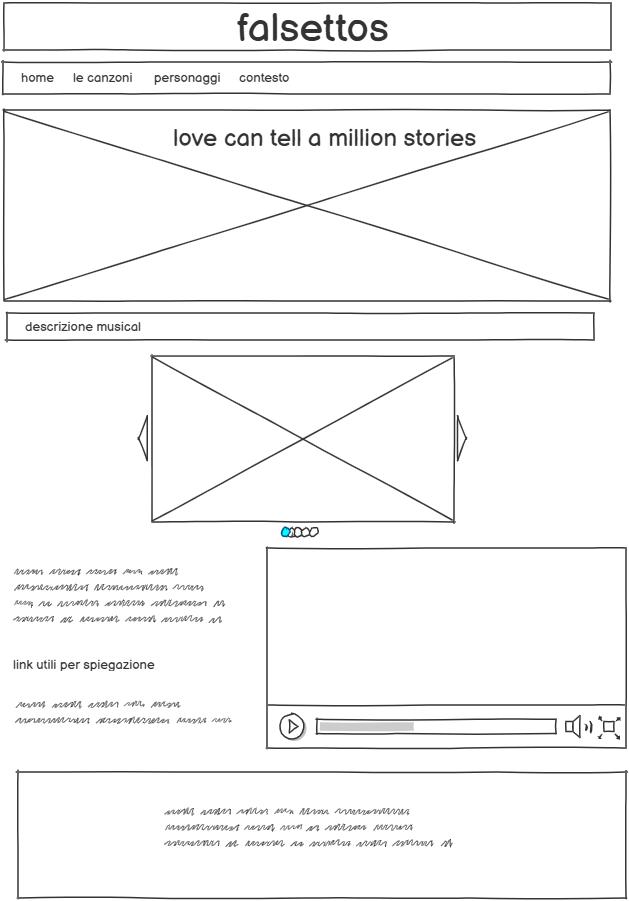 falsettos
home le canzoni personaggi contesto
love can tell a million stories
descrizione musical
link utili per spiegazione